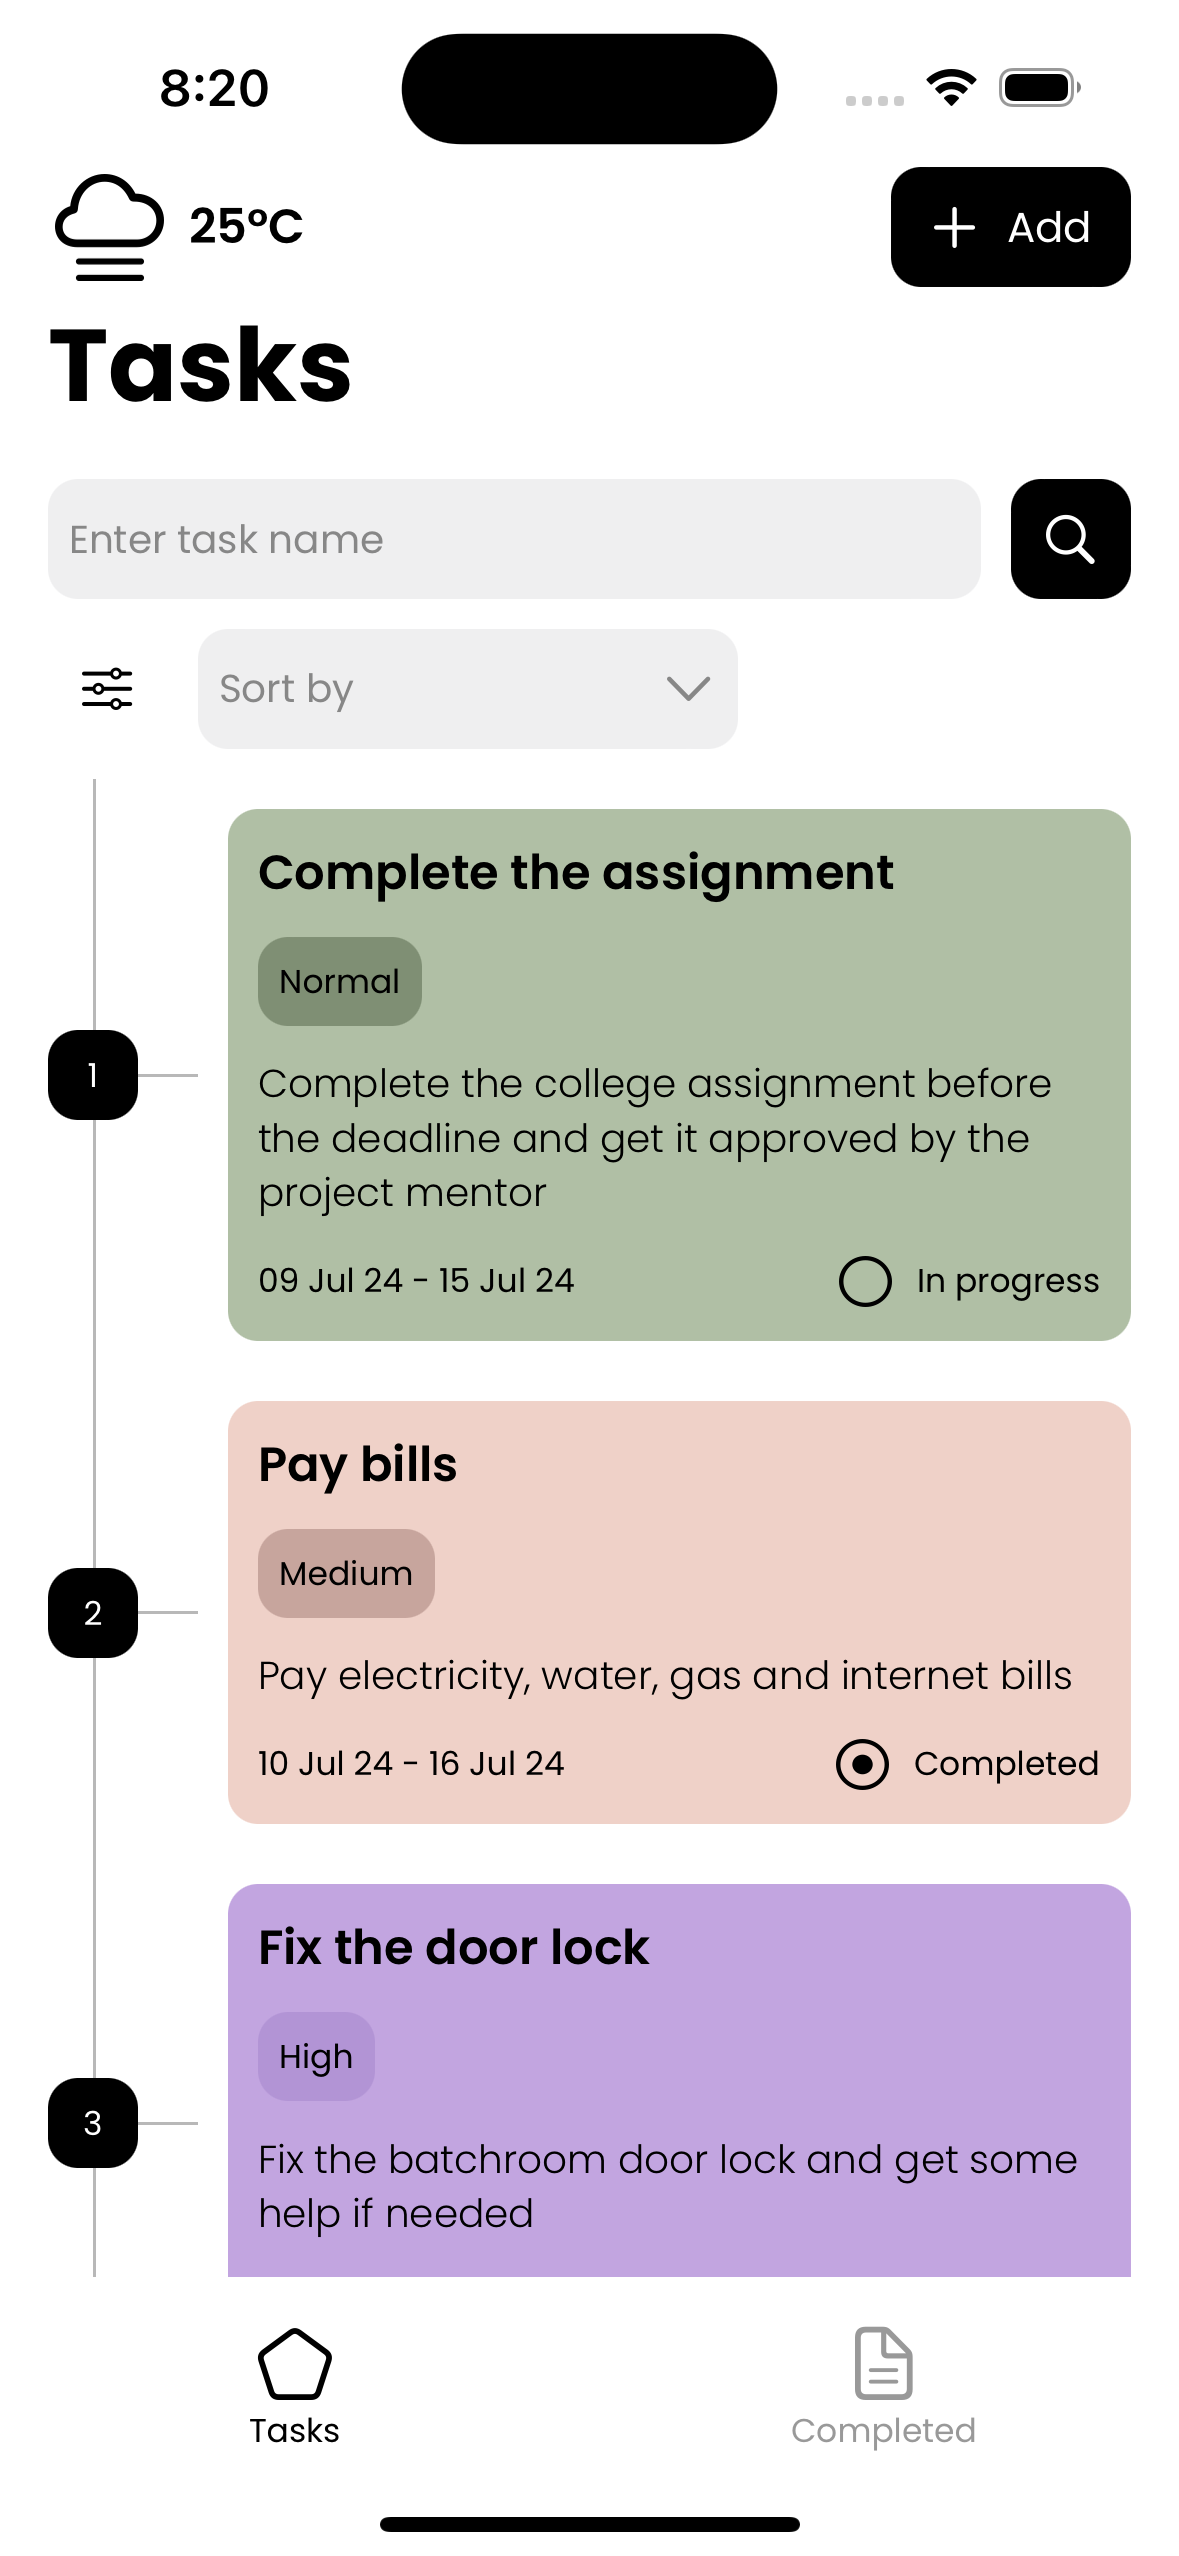 8:20
25°C
Add
Tasks
Enter task name
Sort by
Complete the assignment
Normal
1
Complete the college assignment before
the deadline and get it approved by the
project mentor
09 Jul 24 - 15 Jul 24
In progress
Pay bills
Medium
2
Pay electricity, water, gas and internet bills
10 Jul 24 - 16 Jul 24
Completed
Fix the door lock
High
3
Fix the batchroom door lock and get some
help if needed
Tasks
Completed